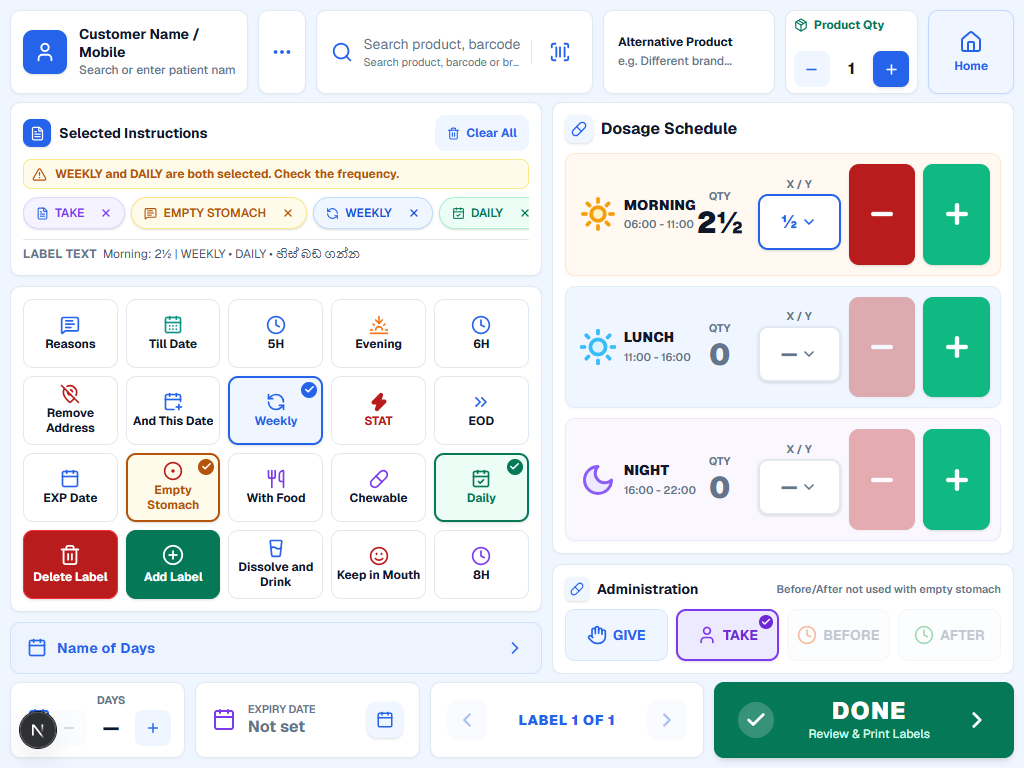 Customer Name /
Mobile
Search or enter patient nam
Search product, barcode
Search product, barcode or br...
Alternative Product
e.g. Different brand...
Product Qty
1
Home
Selected Instructions
Clear All
WEEKLY and DAILY are both selected. Check the frequency.
TAKE
EMPTY STOMACH
WEEKLY
DAILY
LABEL TEXT Morning: 2½ | WEEKLY • DAILY • හිස් බඩ ගන්න
Reasons
Till Date
5H
Evening
6H
Remove
Address
And This Date
Weekly
STAT
EOD
EXP Date
Empty
Stomach
With Food
Chewable
Daily
Delete Label
Add Label
Dissolve and
Drink
Keep in Mouth
8H
Name of Days
Dosage Schedule
MORNING
06:00 - 11:00
QTY
2½
X / Y
½
LUNCH
11:00 - 16:00
QTY
0
X / Y
—
NIGHT
16:00 - 22:00
QTY
0
X / Y
—
Administration
Before/After not used with empty stomach
GIVE
TAKE
BEFORE
AFTER
N
DAYS
—
EXPIRY DATE
Not set
LABEL 1 OF 1
DONE
Review & Print Labels